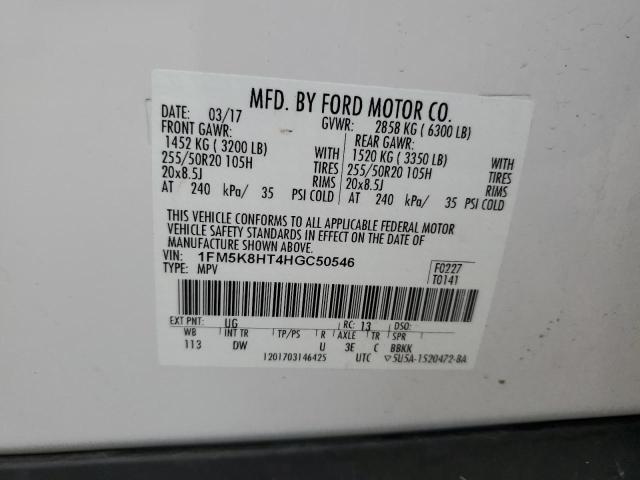 MFD. BY FORD MOTOR CO.
DATE: 03/17 GVWR: 2858 KG ( 6300 LB)
FRONT GAWR: REAR GAWR:
1452 KG ( 3200 LB) WITH 1520 KG ( 3350 LB) WITH
255/50R20 105H TIRES 255/50R20 105H TIRES
20x8.5J RIMS 20x8.5J RIMS
AT 240 kPa/ 35 PSI COLD AT 240 kPa/ 35 PSI COLD
THIS VEHICLE CONFORMS TO ALL APPLICABLE FEDERAL MOTOR
VEHICLE SAFETY STANDARDS IN EFFECT ON THE DATE OF
MANUFACTURE SHOWN ABOVE.
VIN: 1FM5K8HT4HGC50546 F0227
TYPE: MPV T0141
EXT PNT: UG RC: 13 DSO:
WB INT TR TP/PS R AXLE TR SPR
113 DW U 3E C BBKK
1201703146425 UTC ▽5U5A-1520472-BA